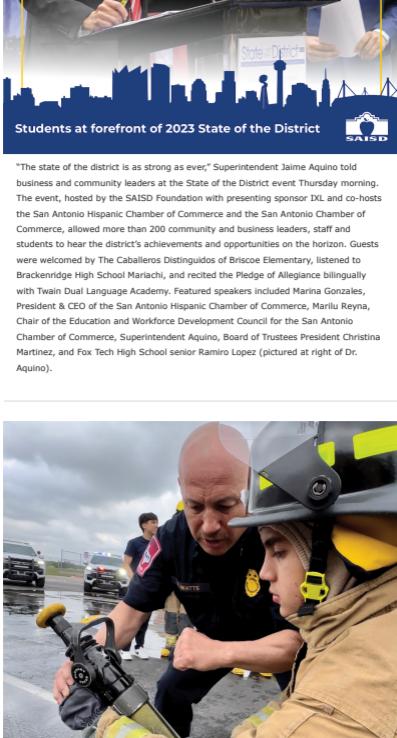 State of the District
Students at forefront of 2023 State of the District
SAISD
“The state of the district is as strong as ever,” Superintendent Jaime Aquino told
business and community leaders at the State of the District event Thursday morning.
The event, hosted by the SAISD Foundation with presenting sponsor IXL and co-hosts
the San Antonio Hispanic Chamber of Commerce and the San Antonio Chamber of
Commerce, allowed more than 200 community and business leaders, staff and
students to hear the district’s achievements and opportunities on the horizon. Guests
were welcomed by The Caballeros Distinguidos of Briscoe Elementary, listened to
Brackenridge High School Mariachi, and recited the Pledge of Allegiance bilingually
with Twain Dual Language Academy. Featured speakers included Marina Gonzales,
President & CEO of the San Antonio Hispanic Chamber of Commerce, Marilu Reyna,
Chair of the Education and Workforce Development Council for the San Antonio
Chamber of Commerce, Superintendent Aquino, Board of Trustees President Christina
Martinez, and Fox Tech High School senior Ramiro Lopez (pictured at right of Dr.
Aquino).